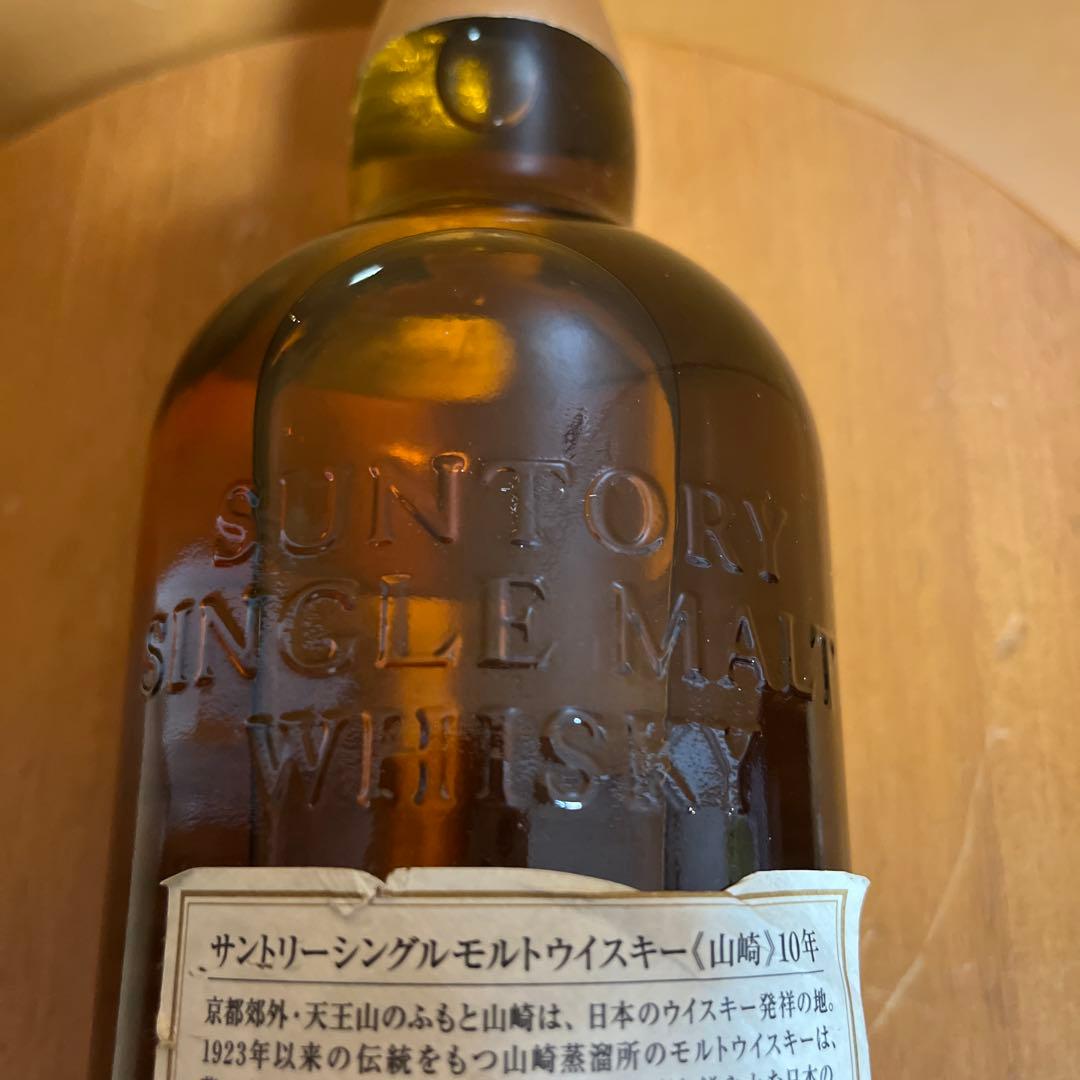 SUNTORY
SINGLE MALT
WHISKY
サントリーシングルモルトウイスキー《山崎》10年
京都郊外・天王山のふもと山崎は、日本のウイスキー発祥の地。
1923年以来の伝統をもつ山崎蒸溜所のモルトウイスキーは、
日本の